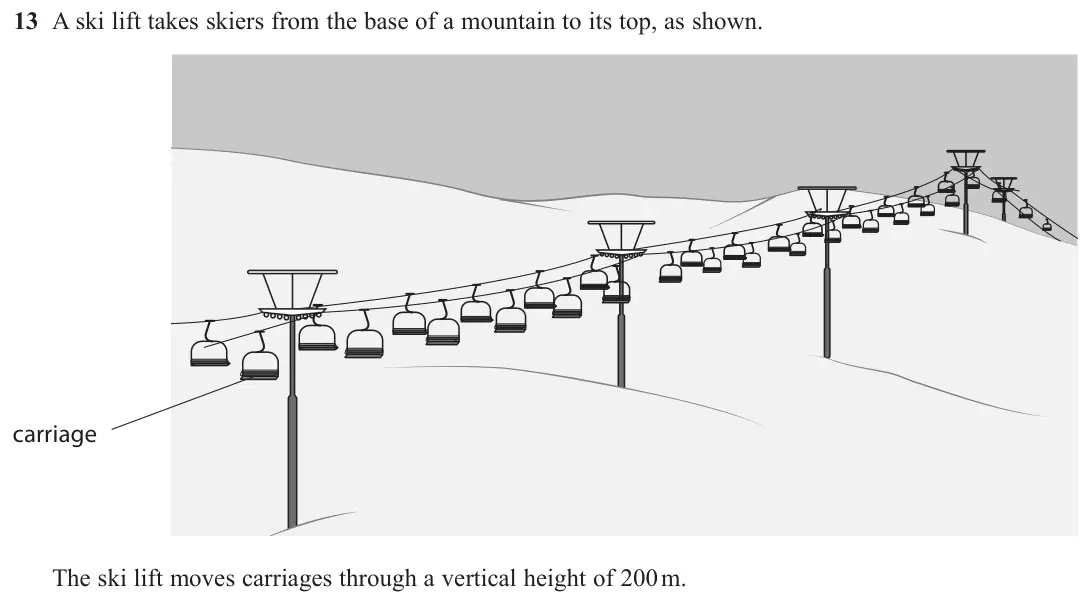 13 A ski lift takes skiers from the base of a mountain to its top, as shown.
carriage
The ski lift moves carriages through a vertical height of 200 m.